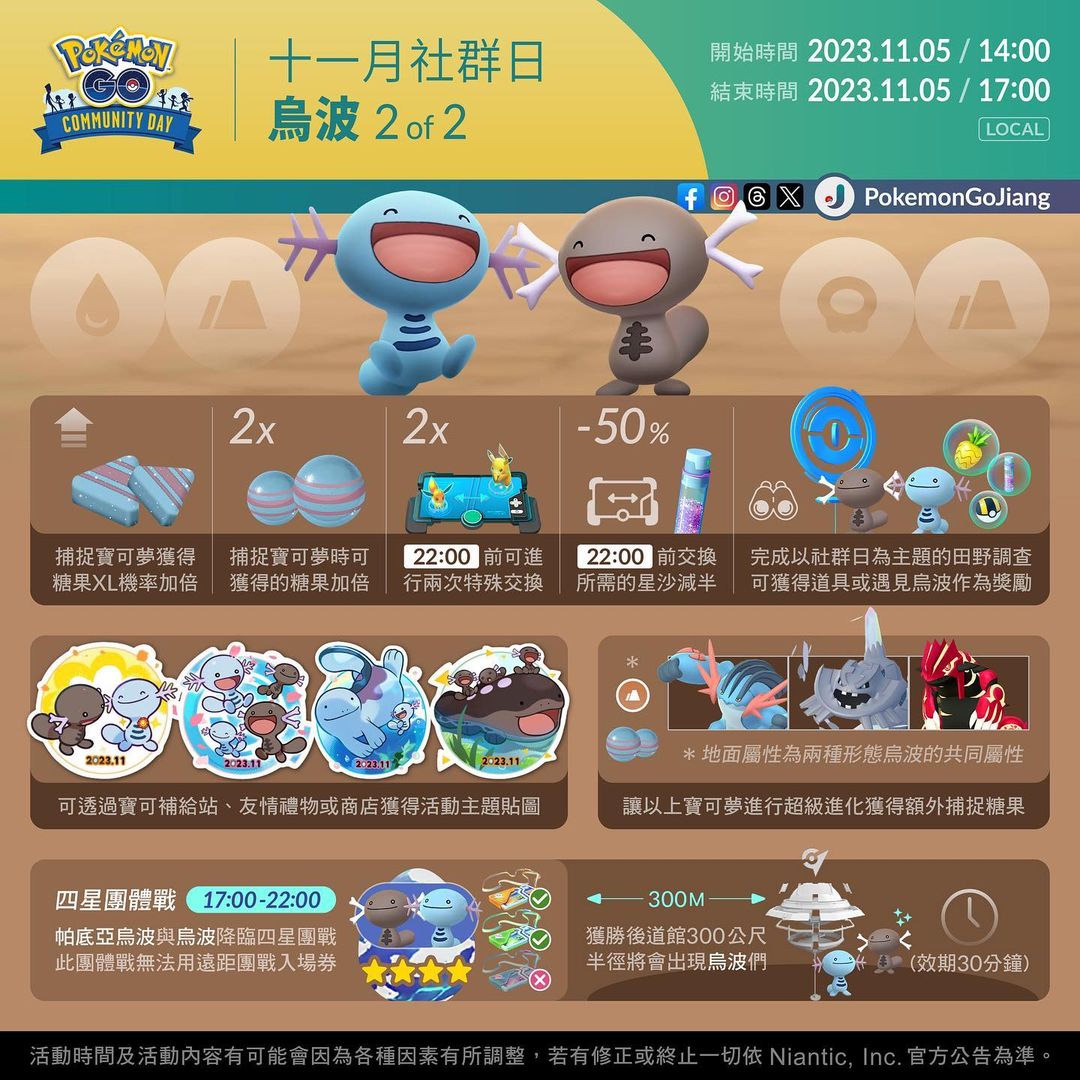 POKÉMON
GO
COMMUNITY DAY
十一月社群日
烏波 2 of 2
開始時間 2023.11.05 / 14:00
結束時間 2023.11.05 / 17:00
LOCAL
PokemonGoJiang
2x
2x
-50%
捕捉寶可夢獲得
糖果XL機率加倍
捕捉寶可夢時可
獲得的糖果加倍
22:00 前可進
行兩次特殊交換
22:00 前交換
所需的星沙減半
完成以社群日為主題的田野調查
可獲得道具或遇見烏波作為獎勵
2023.11
2023.11
2023.11
2023.11
可透過寶可補給站、友情禮物或商店獲得活動主題貼圖
*
* 地面屬性為兩種形態烏波的共同屬性
讓以上寶可夢進行超級進化獲得額外捕捉糖果
四星團體戰 17:00-22:00
帕底亞烏波與烏波降臨四星團戰
此團體戰無法用遠距團戰入場券
300M
獲勝後道館300公尺
半徑將會出現烏波們
(效期30分鐘)
活動時間及活動內容有可能會因為各種因素有所調整，若有修正或終止一切依 Niantic, Inc. 官方公告為準。